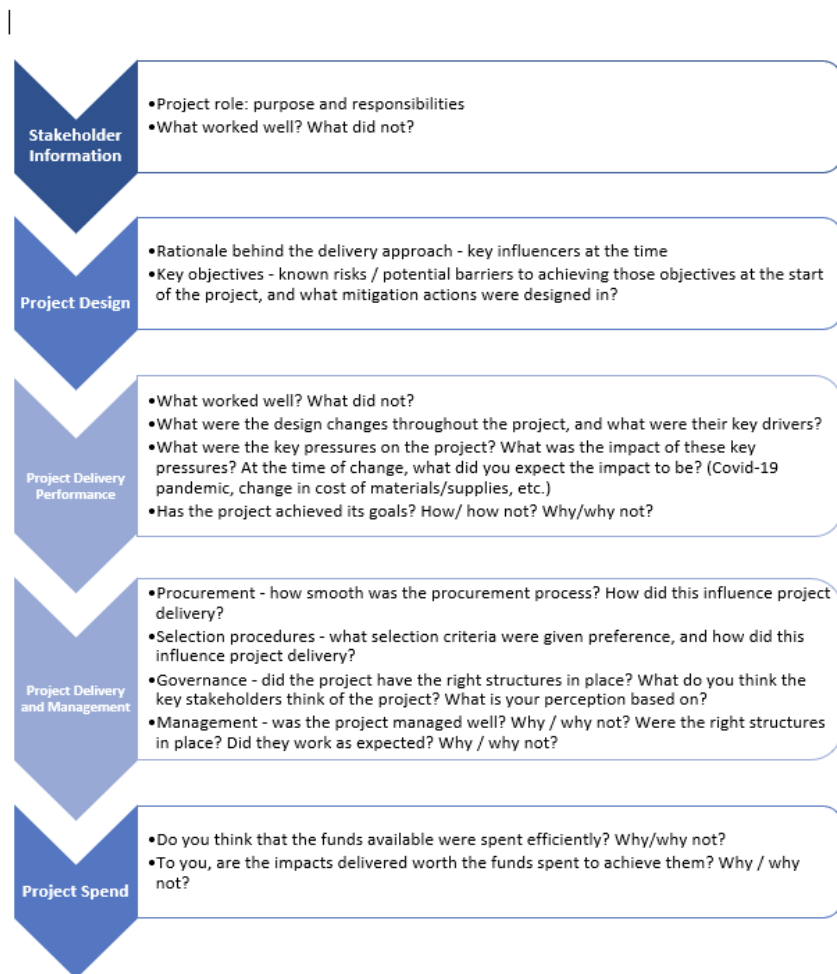 Stakeholder
Information
•Project role: purpose and responsibilities
•What worked well? What did not?
Project Design
•Rationale behind the delivery approach - key influencers at the time
•Key objectives - known risks / potential barriers to achieving those objectives at the start
of the project, and what mitigation actions were designed in?
Project Delivery
Performance
•What worked well? What did not?
•What were the design changes throughout the project, and what were their key drivers?
•What were the key pressures on the project? What was the impact of these key
pressures? At the time of change, what did you expect the impact to be? (Covid-19
pandemic, change in cost of materials/supplies, etc.)
•Has the project achieved its goals? How/ how not? Why/why not?
Project Delivery
and Management
•Procurement - how smooth was the procurement process? How did this influence project
delivery?
•Selection procedures - what selection criteria were given preference, and how did this
influence project delivery?
•Governance - did the project have the right structures in place? What do you think the
key stakeholders think of the project? What is your perception based on?
•Management - was the project managed well? Why / why not? Were the right structures
in place? Did they work as expected? Why / why not?
Project Spend
•Do you think that the funds available were spent efficiently? Why/why not?
•To you, are the impacts delivered worth the funds spent to achieve them? Why / why
not?